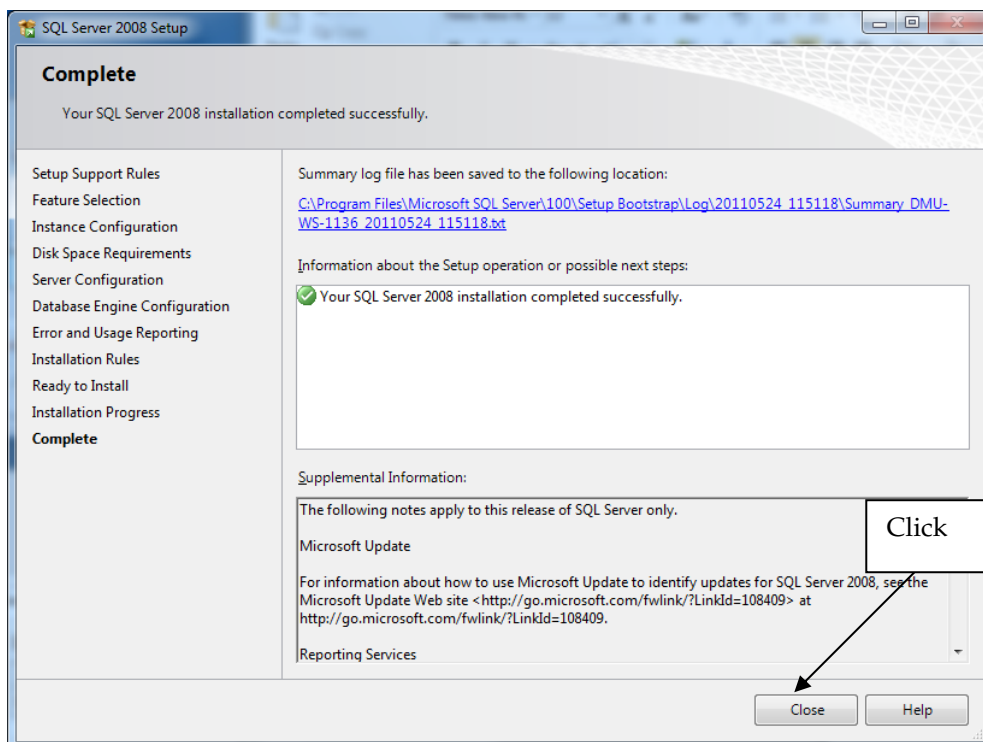 SQL Server 2008 Setup
Complete
Your SQL Server 2008 installation completed successfully.
Setup Support Rules
Feature Selection
Instance Configuration
Disk Space Requirements
Server Configuration
Database Engine Configuration
Error and Usage Reporting
Installation Rules
Ready to Install
Installation Progress
Complete
Summary log file has been saved to the following location:
C:\Program Files\Microsoft SQL Server\100\Setup Bootstrap\Log\20110524_115118\Summary_DMU-
WS-1136_20110524_115118.txt
Information about the Setup operation or possible next steps:
Your SQL Server 2008 installation completed successfully.
Supplemental Information:
The following notes apply to this release of SQL Server only.
Microsoft Update
For information about how to use Microsoft Update to identify updates for SQL Server 2008, see the
Microsoft Update Web site <http://go.microsoft.com/fwlink/?LinkId=108409> at
http://go.microsoft.com/fwlink/?LinkId=108409.
Reporting Services
Click
Close
Help